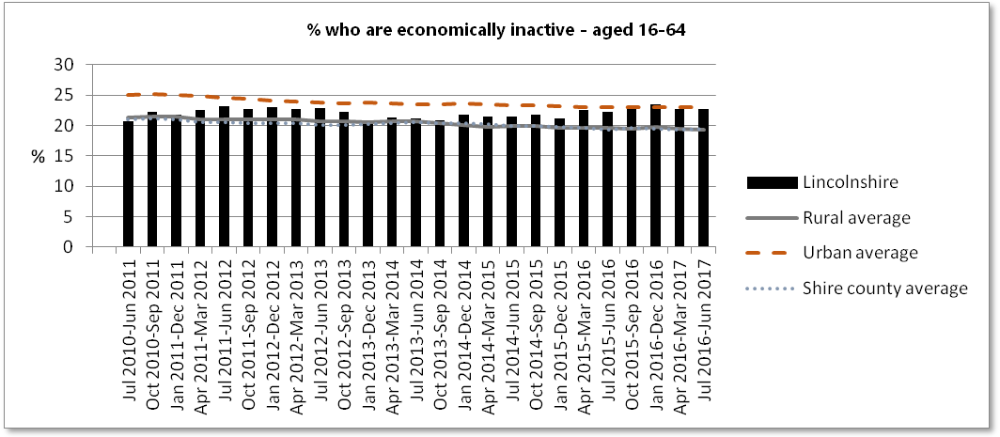 % who are economically inactive - aged 16-64
30
25
20
15
10
5
0
%
Jul 2010-Jun 2011
Oct 2010-Sep 2011
Jan 2011-Dec 2011
Apr 2011-Mar 2012
Jul 2011-Jun 2012
Oct 2011-Sep 2012
Jan 2012-Dec 2012
Apr 2012-Mar 2013
Jul 2012-Jun 2013
Oct 2012-Sep 2013
Jan 2013-Dec 2013
Apr 2013-Mar 2014
Jul 2013-Jun 2014
Oct 2013-Sep 2014
Jan 2014-Dec 2014
Apr 2014-Mar 2015
Jul 2014-Jun 2015
Oct 2014-Sep 2015
Jan 2015-Dec 2015
Apr 2015-Mar 2016
Jul 2015-Jun 2016
Oct 2015-Sep 2016
Jan 2016-Dec 2016
Apr 2016-Mar 2017
Jul 2016-Jun 2017
Lincolnshire
Rural average
Urban average
Shire county average